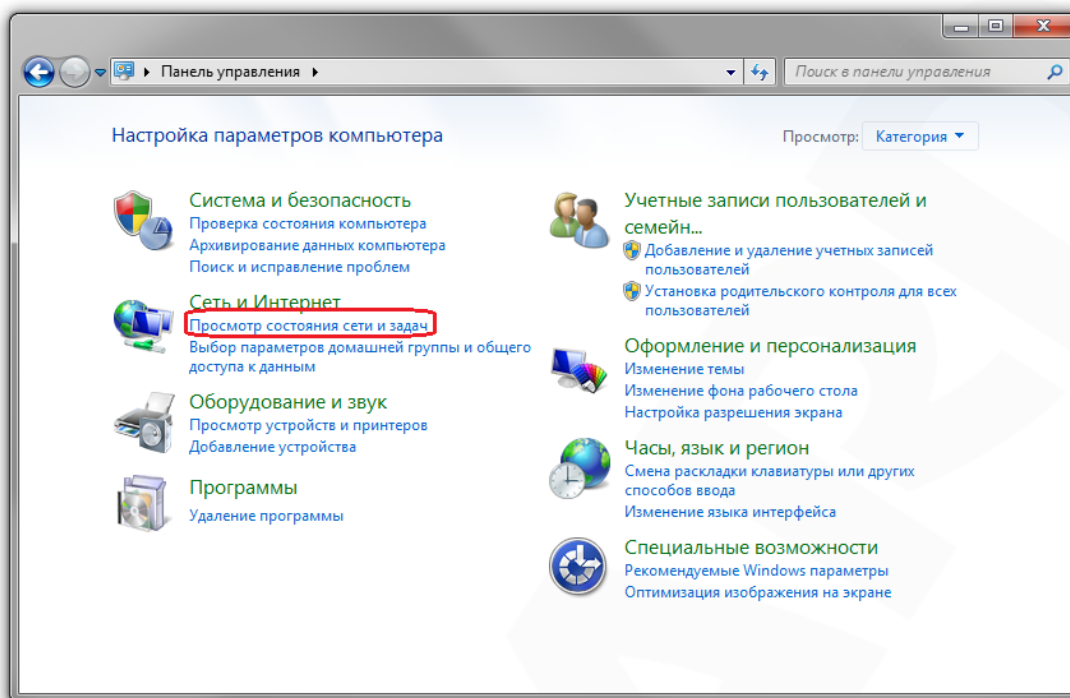 Панель управления
Поиск в панели управления
Настройка параметров компьютера
Просмотр: Категория
Система и безопасность
Проверка состояния компьютера
Архивирование данных компьютера
Поиск и исправление проблем
Сеть и Интернет
Просмотр состояния сети и задач
Выбор параметров домашней группы и общего
доступа к данным
Оборудование и звук
Просмотр устройств и принтеров
Добавление устройства
Программы
Удаление программы
Учетные записи пользователей и
семейн...
Добавление и удаление учетных записей
пользователей
Установка родительского контроля для всех
пользователей
Оформление и персонализация
Изменение темы
Изменение фона рабочего стола
Настройка разрешения экрана
Часы, язык и регион
Смена раскладки клавиатуры или других
способов ввода
Изменение языка интерфейса
Специальные возможности
Рекомендуемые Windows параметры
Оптимизация изображения на экране